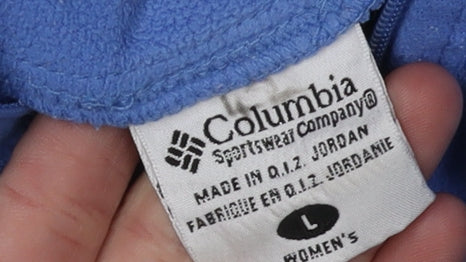 Columbia
Sportswear Company®
MADE IN Q.I.Z. JORDAN
FABRIQUE EN Q.I.Z. JORDANIE
L
WOMEN'S